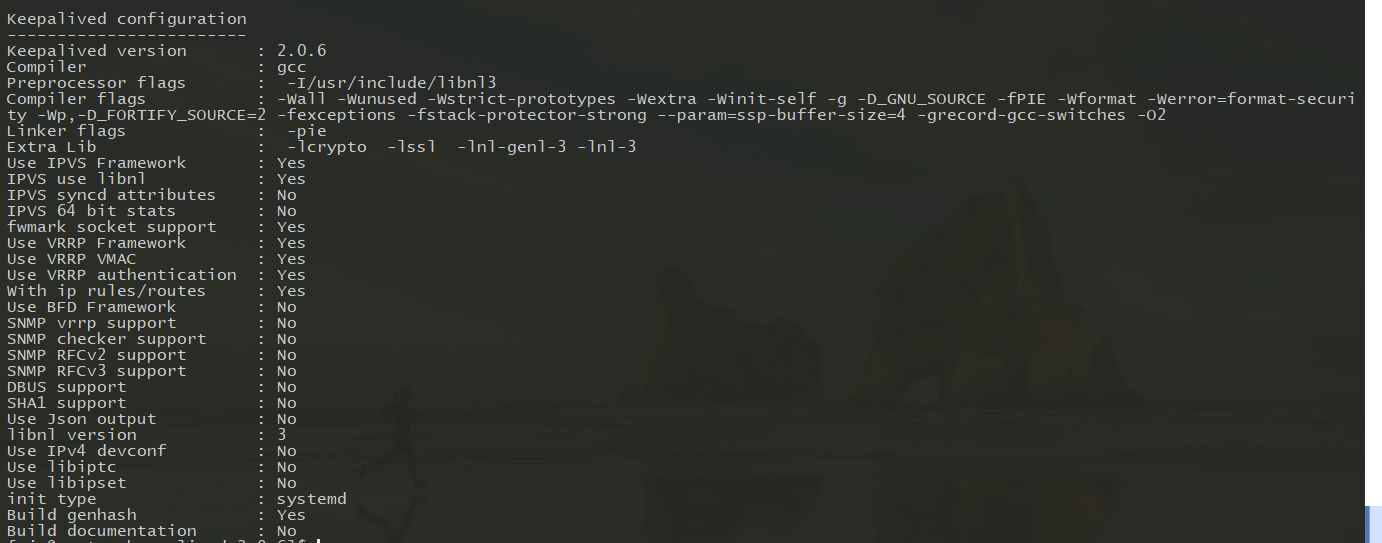 Keepalived configuration
------------------------
Keepalived version       : 2.0.6
Compiler                 : gcc
Preprocessor flags       :  -I/usr/include/libnl3
Compiler flags           : -Wall -Wunused -Wstrict-prototypes -Wextra -Winit-self -g -D_GNU_SOURCE -fPIE -Wformat -Werror=format-securi
ty -Wp,-D_FORTIFY_SOURCE=2 -fexceptions -fstack-protector-strong --param=ssp-buffer-size=4 -grecord-gcc-switches -O2
Linker flags             :  -pie
Extra Lib                :  -lcrypto  -lssl  -lnl-genl-3 -lnl-3
Use IPVS Framework       : Yes
IPVS use libnl           : Yes
IPVS syncd attributes    : No
IPVS 64 bit stats        : No
fwmark socket support    : Yes
Use VRRP Framework       : Yes
Use VRRP VMAC            : Yes
Use VRRP authentication  : Yes
With ip rules/routes     : Yes
Use BFD Framework        : No
SNMP vrrp support        : No
SNMP checker support     : No
SNMP RFCv2 support       : No
SNMP RFCv3 support       : No
DBUS support             : No
SHA1 support             : No
Use Json output          : No
libnl version            : 3
Use IPv4 devconf         : No
Use libiptc              : No
Use libipset             : No
init type                : systemd
Build genhash            : Yes
Build documentation      : No